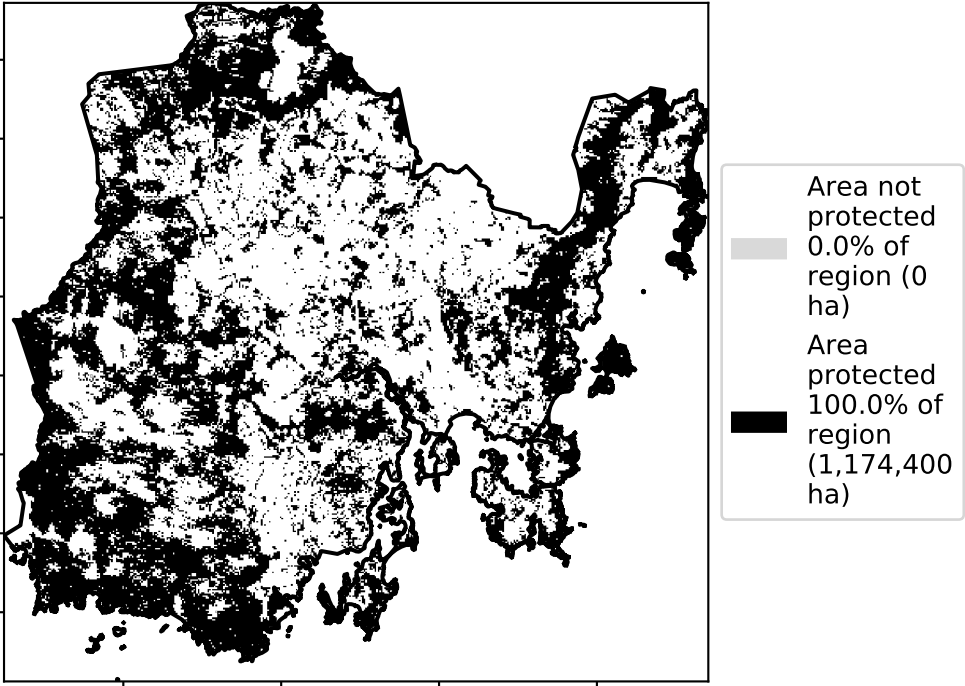 Area not
protected
0.0% of
region (0
ha)
Area
protected
100.0% of
region
(1,174,400
ha)